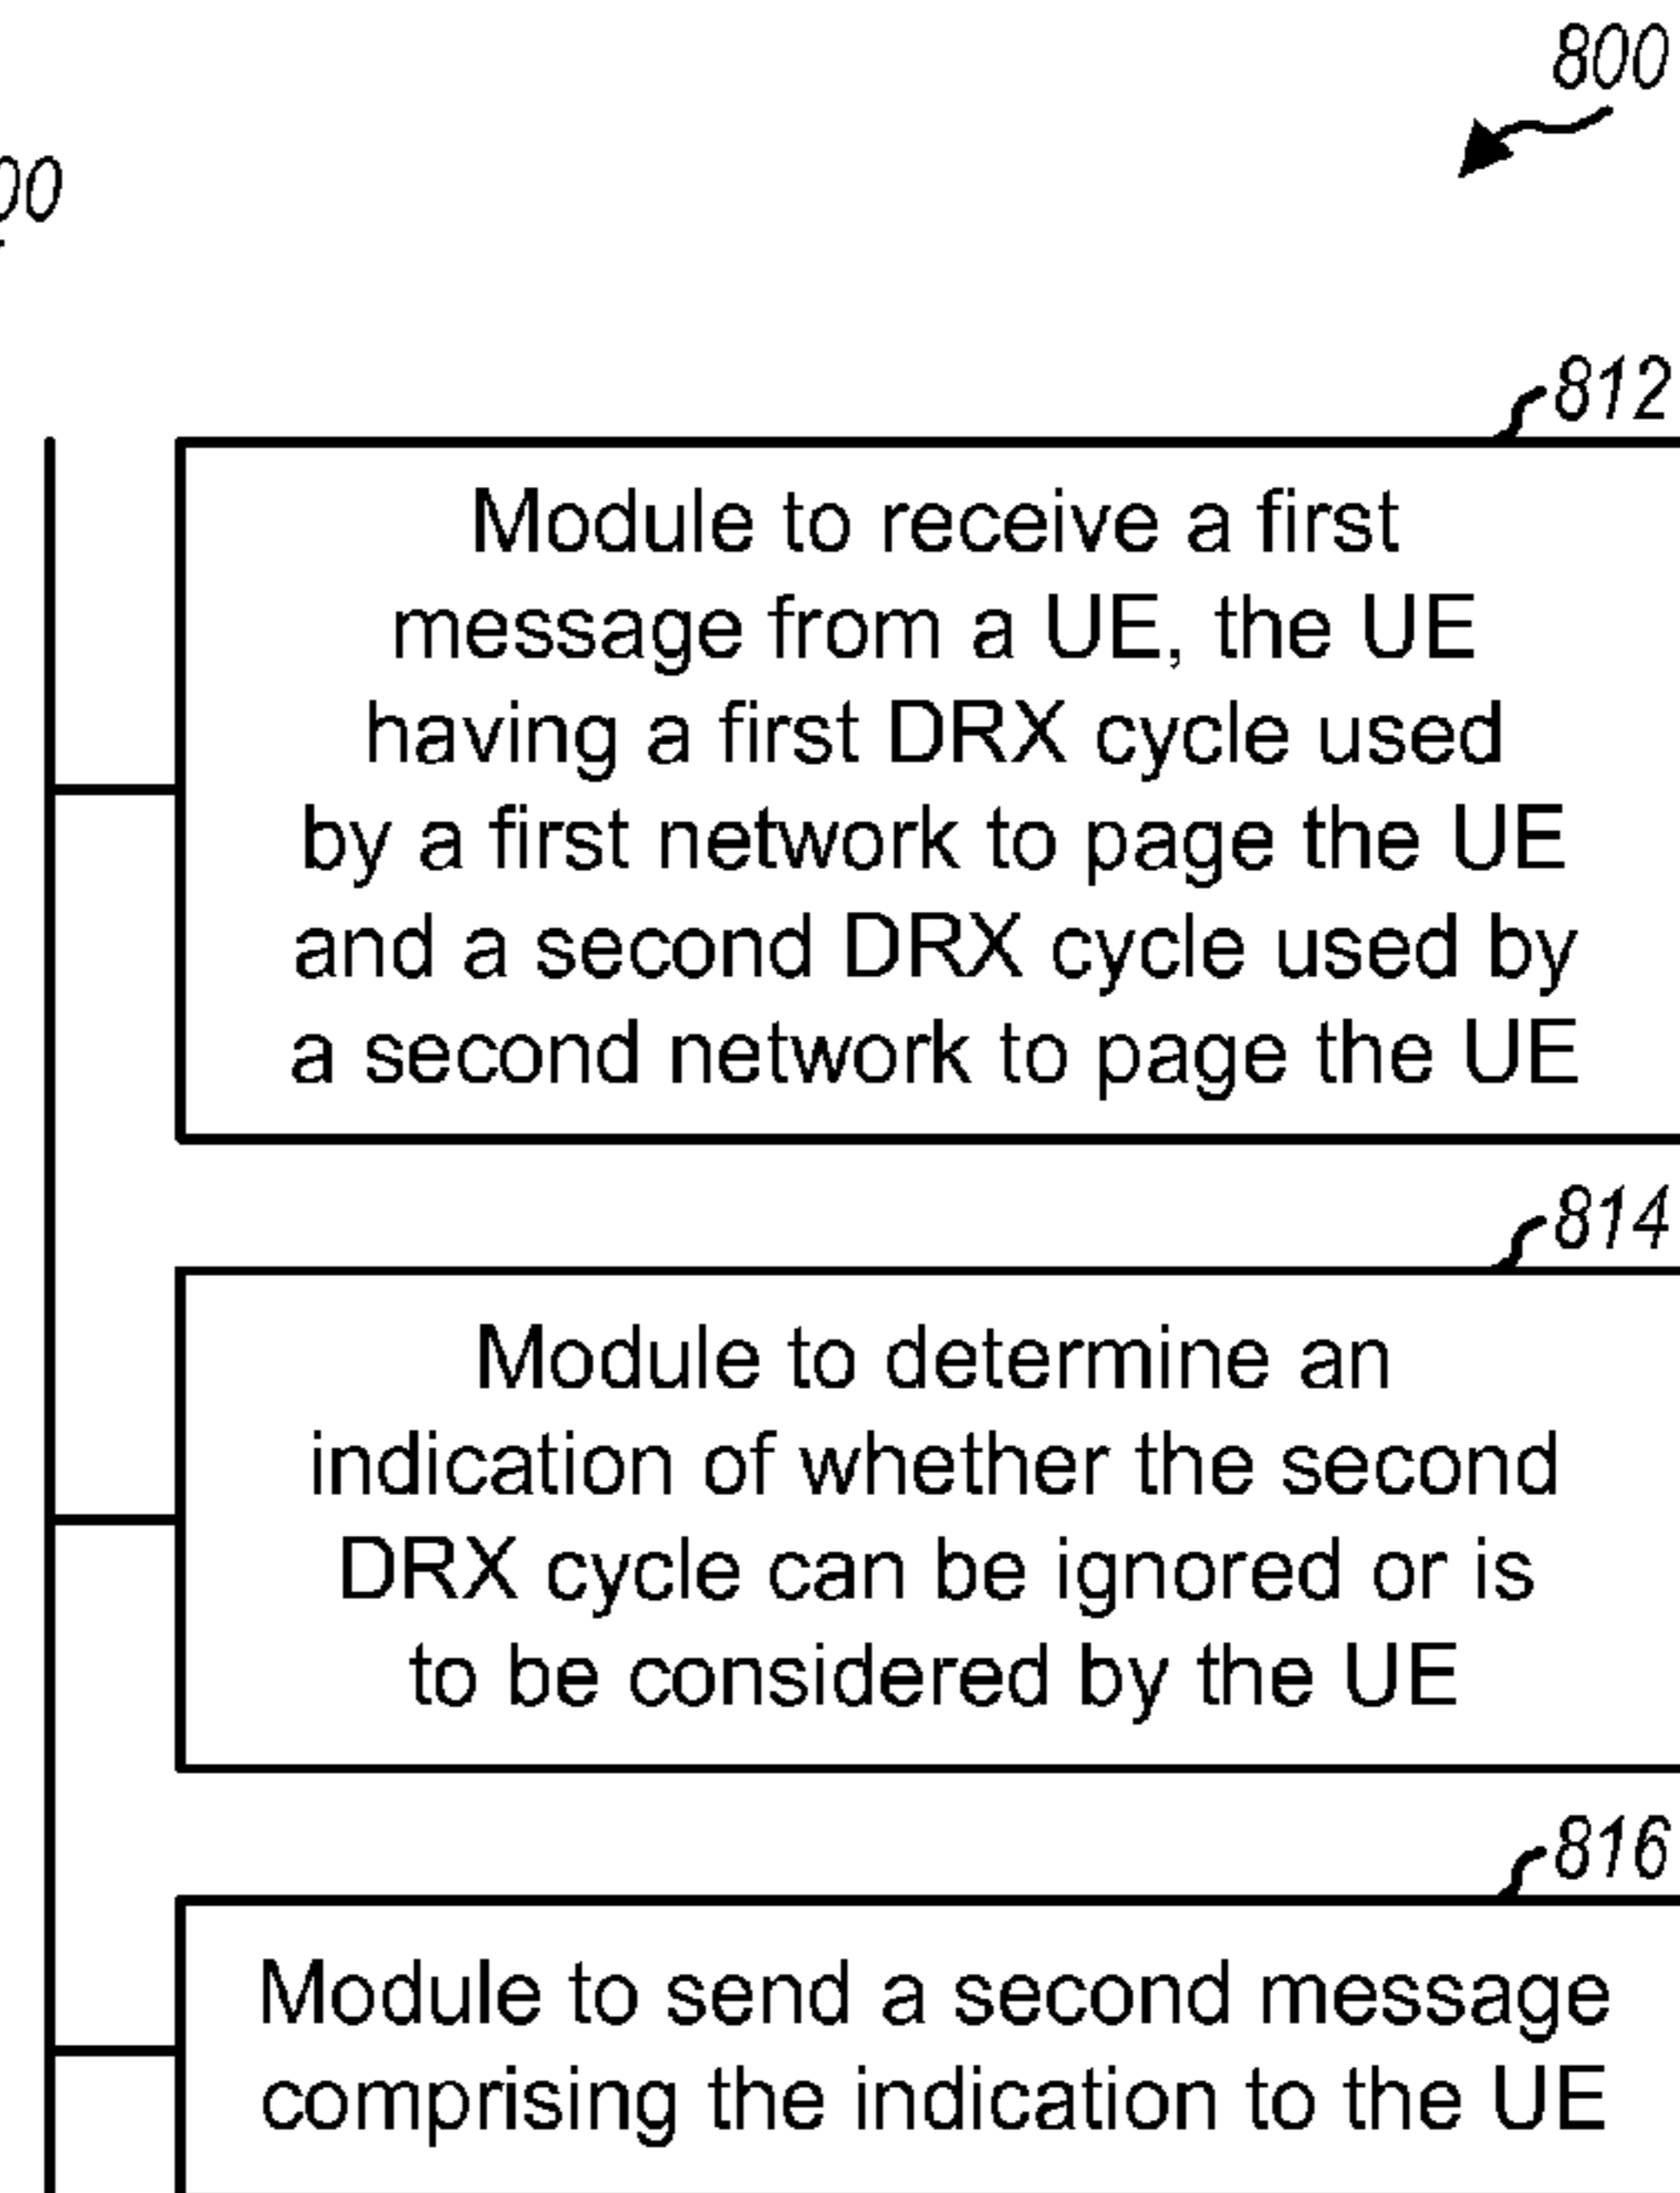 800
00
812
Module to receive a first
message from a UE, the UE
having a first DRX cycle used
by a first network to page the UE
and a second DRX cycle used by
a second network to page the UE
814
Module to determine an
indication of whether the second
DRX cycle can be ignored or is
to be considered by the UE
816
Module to send a second message
comprising the indication to the UE